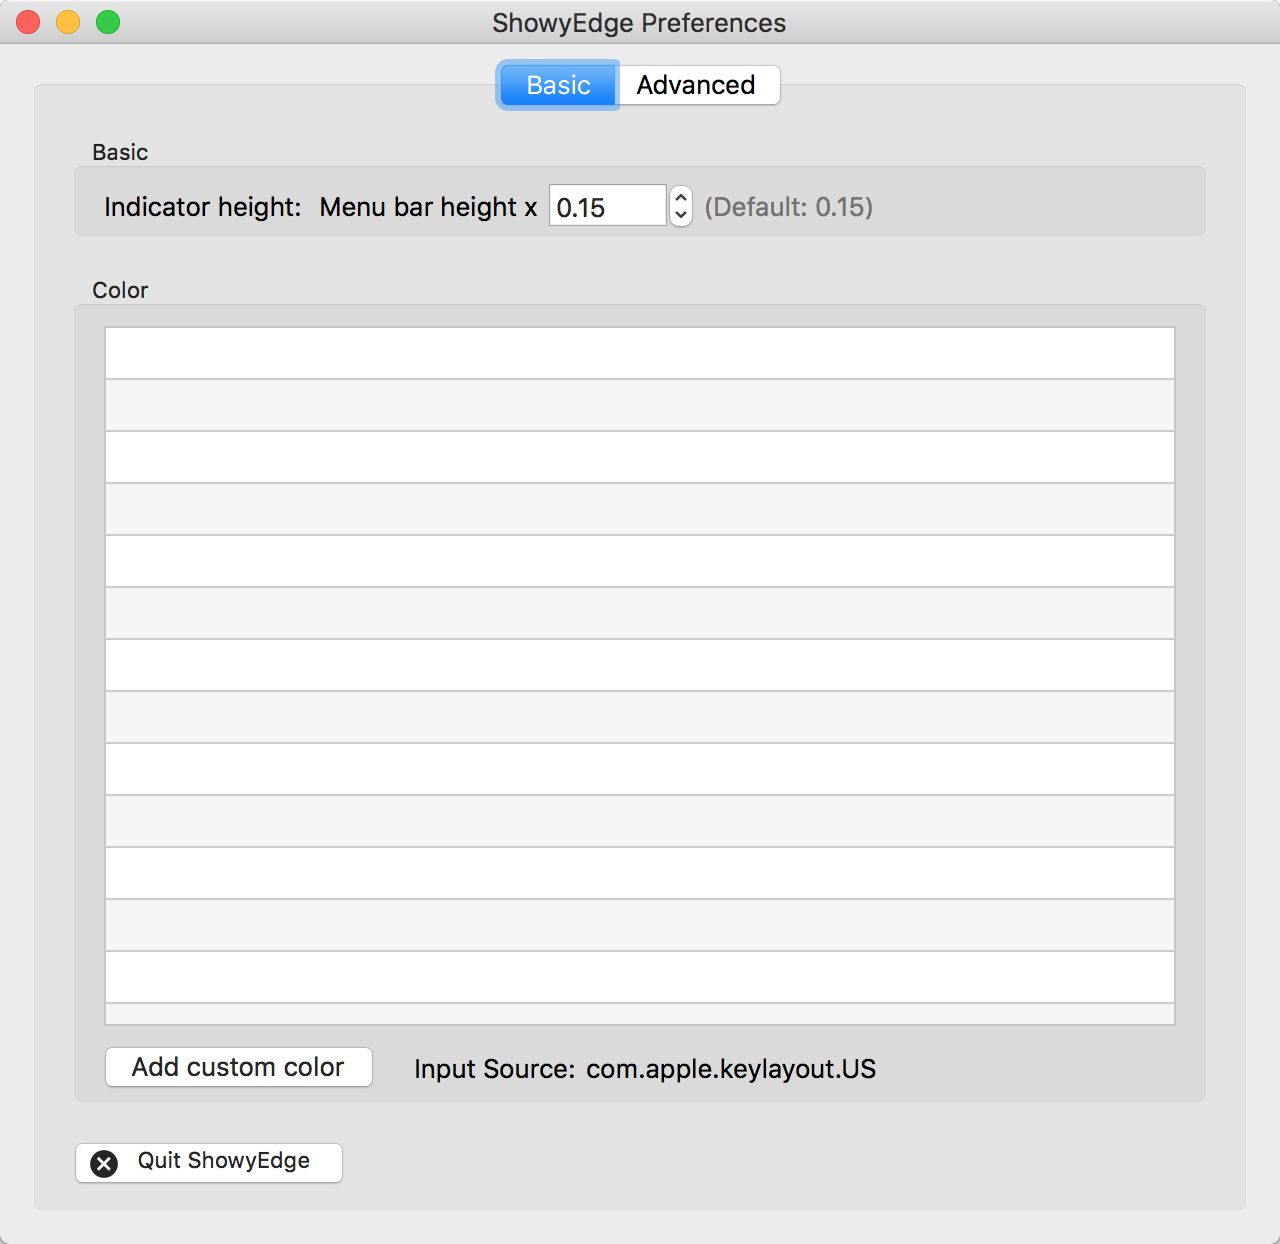 ShowyEdge Preferences
Basic Advanced
Basic
Indicator height: Menu bar height x 0.15 (Default: 0.15)
Color
Add custom color Input Source: com.apple.keylayout.US
Quit ShowyEdge